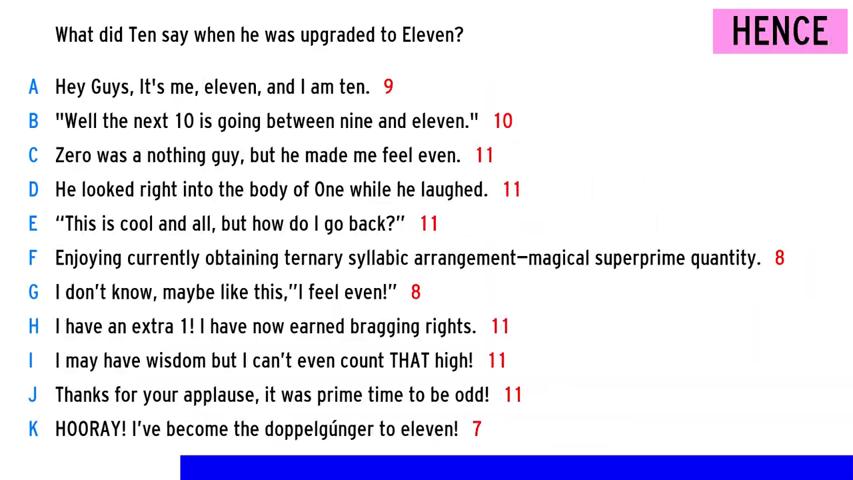 What did Ten say when he was upgraded to Eleven?
HENCE
A Hey Guys, It's me, eleven, and I am ten. 9
B "Well the next 10 is going between nine and eleven." 10
C Zero was a nothing guy, but he made me feel even. 11
D He looked right into the body of One while he laughed. 11
E “This is cool and all, but how do I go back?” 11
F Enjoying currently obtaining ternary syllabic arrangement—magical superprime quantity. 8
G I don’t know, maybe like this,”I feel even!” 8
H I have an extra 1! I have now earned bragging rights. 11
I I may have wisdom but I can’t even count THAT high! 11
J Thanks for your applause, it was prime time to be odd! 11
K HOORAY! I’ve become the doppelgúnger to eleven! 7